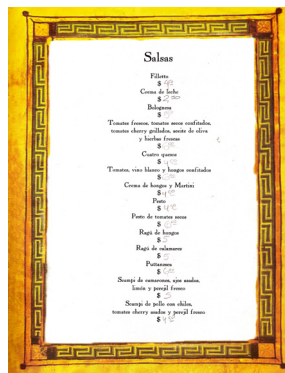 Salsas
Filletto
$
Crema de leche
$
Bolognesa
$
Tomates frescos, tomates secos confitados,
tomates cherry grillados, aceite de oliva
y hierbas frescas
$
Cuatro quesos
$
Tomates, vino blanco y hongos confitados
$
Crema de hongos y Martini
$
Pesto
$
Pesto de tomates secos
$
Ragú de hongos
$
Ragú de calamares
$
Puttanesca
$
Scampi de camarones, ajos asados,
limón y perejil fresco
$
Scampi de pollo con chiles,
tomates cherry asados y perejil fresco
$